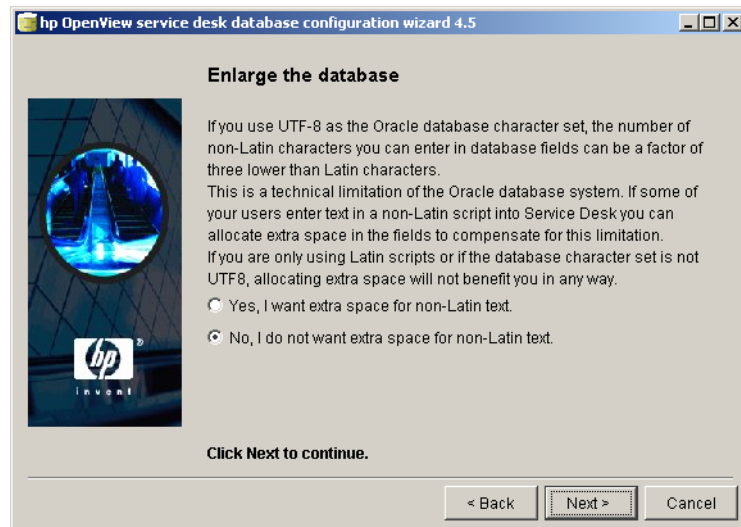 hp OpenView service desk database configuration wizard 4.5
Enlarge the database
If you use UTF-8 as the Oracle database character set, the number of
non-Latin characters you can enter in database fields can be a factor of
three lower than Latin characters.
This is a technical limitation of the Oracle database system. If some of
your users enter text in a non-Latin script into Service Desk you can
allocate extra space in the fields to compensate for this limitation.
If you are only using Latin scripts or if the database character set is not
UTF8, allocating extra space will not benefit you in any way.
Yes, I want extra space for non-Latin text.
No, I do not want extra space for non-Latin text.
hp ®
invent
Click Next to continue.
< Back Next > Cancel